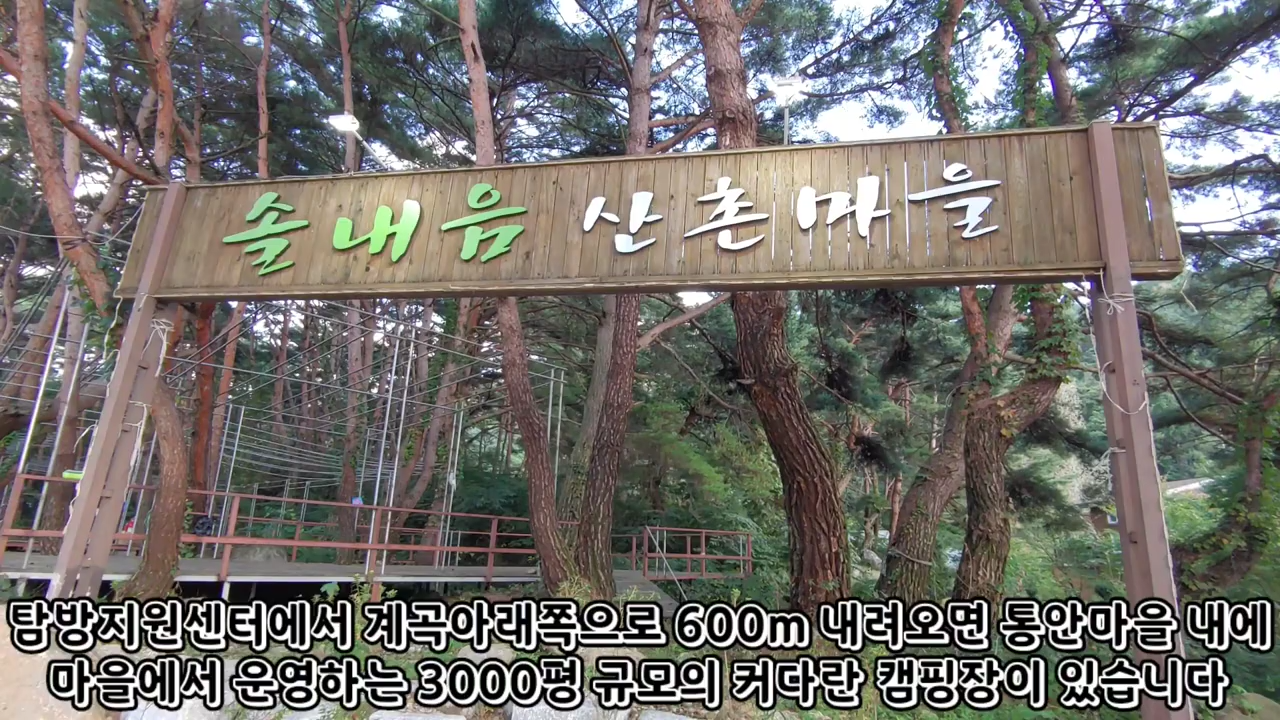 솔내음 산촌마을
탐방지원센터에서 계곡아래쪽으로 600m 내려오면 통안마을 내에
마을에서 운영하는 3000평 규모의 커다란 캠핑장이 있습니다